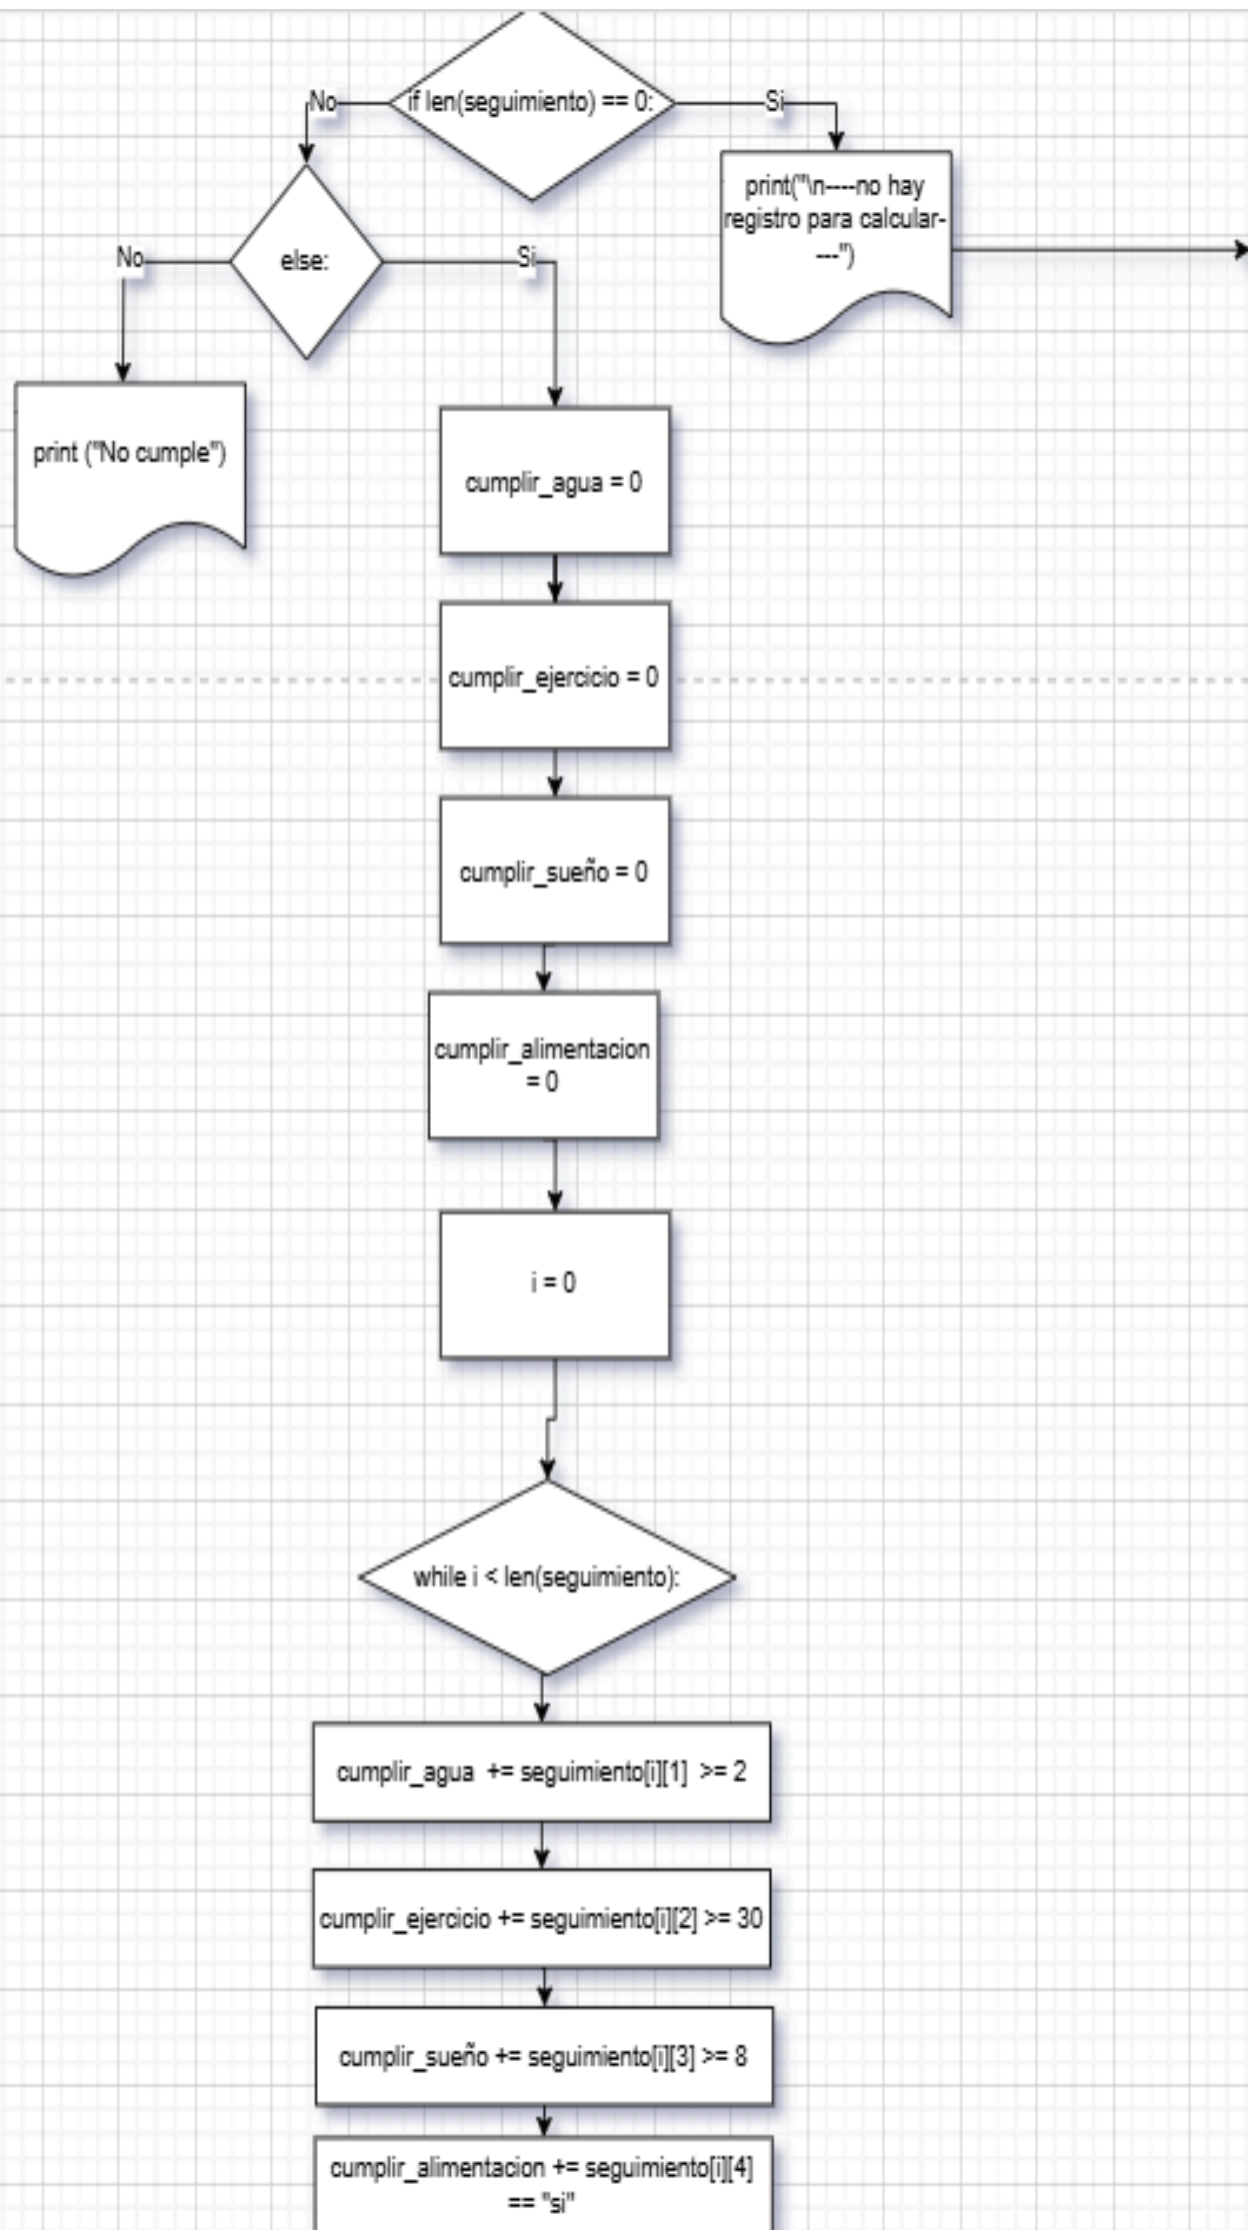 if len(seguimiento) == 0:
No
Si
print("\n----no hay
registro para calcular-
---")
else:
No
Si
print ("No cumple")
cumplir_agua = 0
cumplir_ejercicio = 0
cumplir_sueño = 0
cumplir_alimentacion
= 0
i = 0
while i < len(seguimiento):
cumplir_agua += seguimiento[i][1] >= 2
cumplir_ejercicio += seguimiento[i][2] >= 30
cumplir_sueño += seguimiento[i][3] >= 8
cumplir_alimentacion += seguimiento[i][4]
== "si"